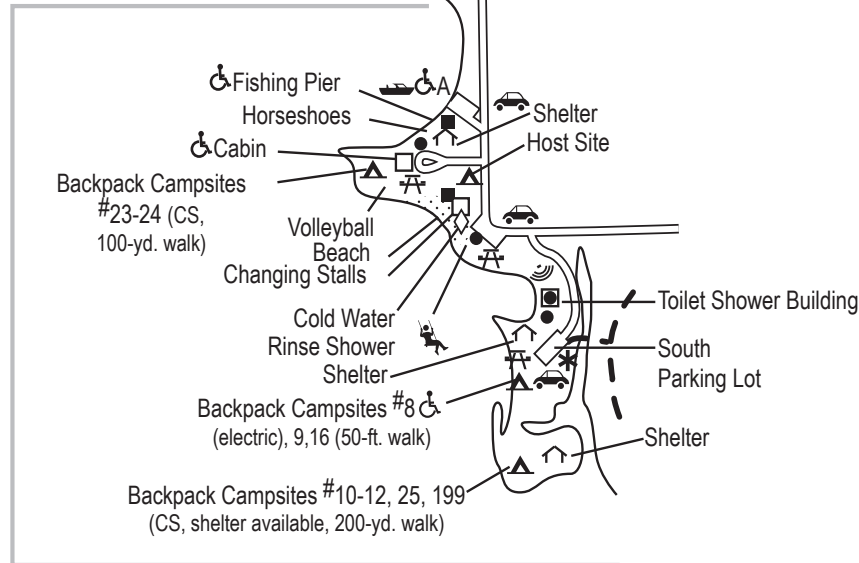 Fishing Pier
A
Horseshoes
Shelter
Host Site
Cabin
Backpack Campsites
#23-24 (CS,
100-yd. walk)
Volleyball
Beach
Changing Stalls
Cold Water
Rinse Shower
Toilet Shower Building
Shelter
South
Parking Lot
Backpack Campsites #8
(electric), 9,16 (50-ft. walk)
Shelter
Backpack Campsites #10-12, 25, 199
(CS, shelter available, 200-yd. walk)